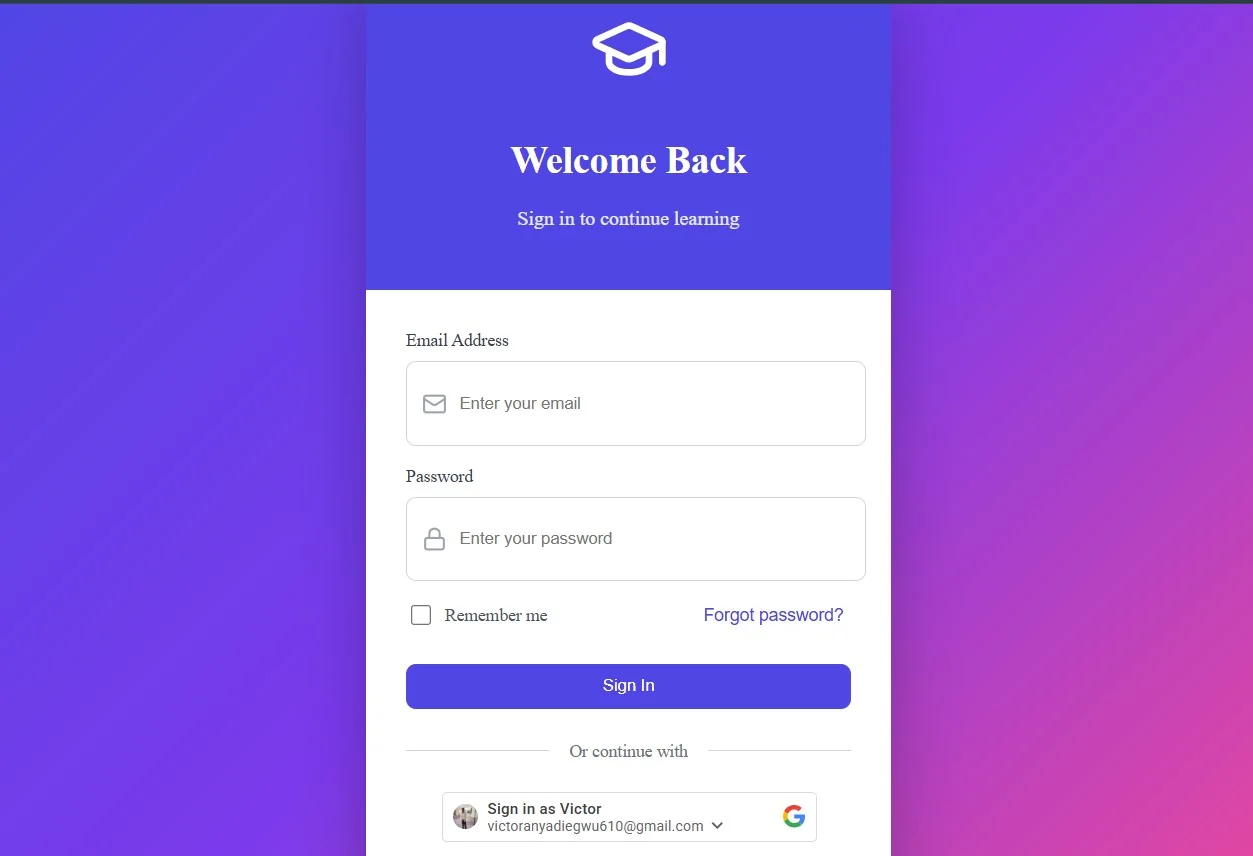 Welcome Back
Sign in to continue learning
Email Address
Enter your email
Password
Enter your password
Remember me
Forgot password?
Sign In
Or continue with
Sign in as Victor
victoranyadiegwu610@gmail.com